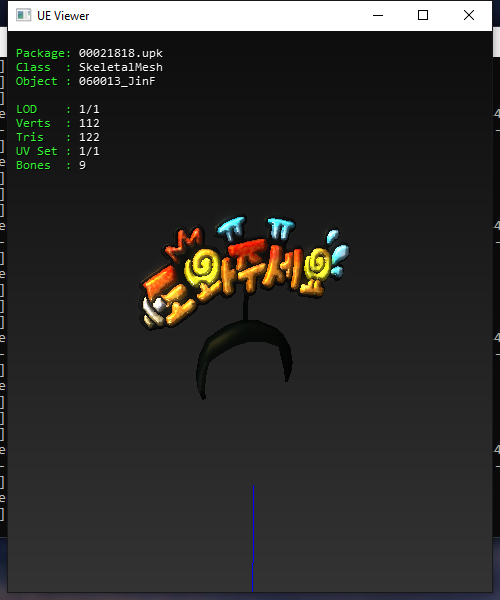 UE Viewer
Package: 00021818.upk
Class : SkeletalMesh
Object : 060013_JinF
LOD : 1/1
Verts : 112
Tris : 122
UV Set : 1/1
Bones : 9
ㅠㅠ
도와주세요